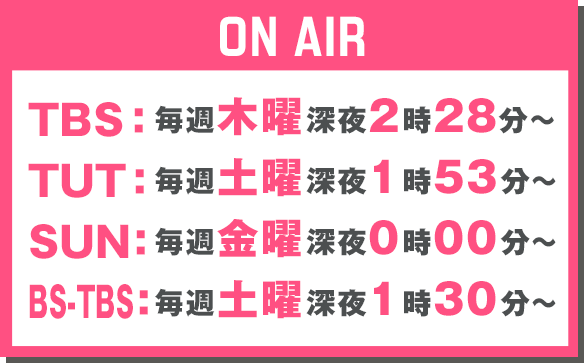 ON AIR
TBS:毎週木曜深夜2時28分～
TUT:毎週土曜深夜1時53分～
SUN:毎週金曜深夜0時00分～
BS-TBS:毎週土曜深夜1時30分～